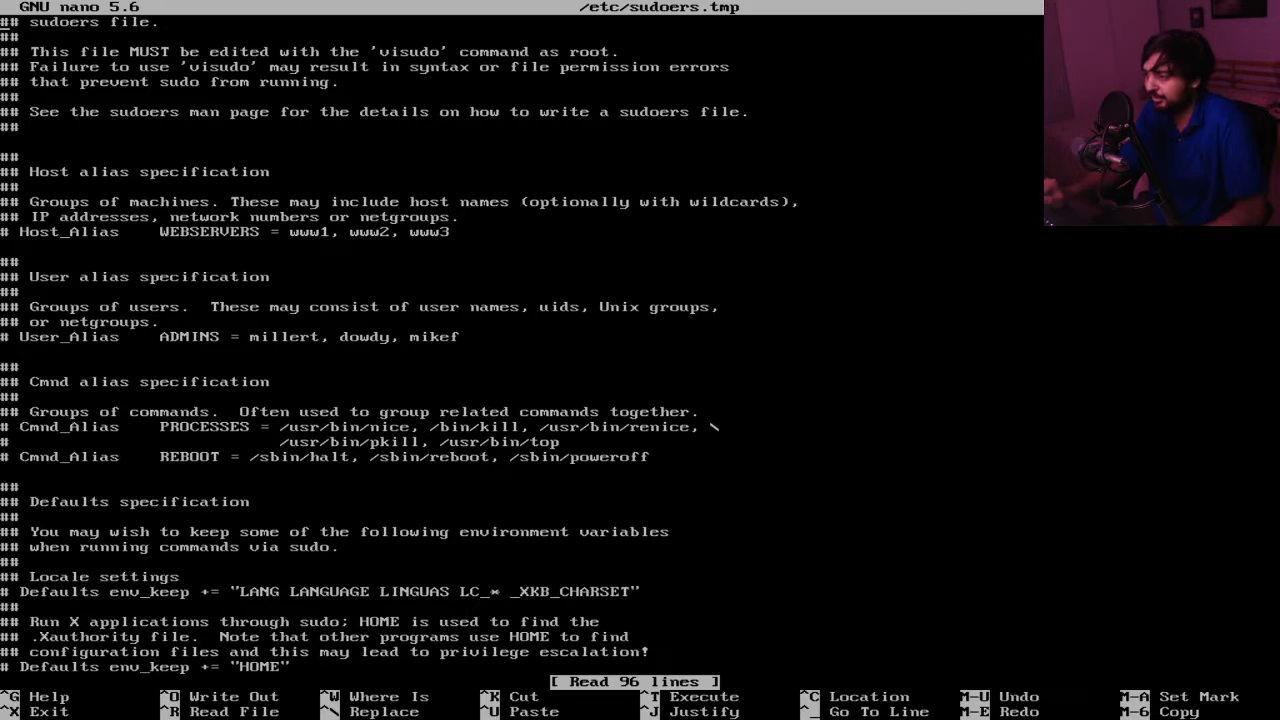 GNU nano 5.6 /etc/sudoers.tmp
## sudoers file.
##
## This file MUST be edited with the 'visudo' command as root.
## Failure to use 'visudo' may result in syntax or file permission errors
## that prevent sudo from running.
##
## See the sudoers man page for the details on how to write a sudoers file.
##
##
## Host alias specification
##
## Groups of machines. These may include host names (optionally with wildcards),
## IP addresses, network numbers or netgroups.
# Host_Alias WEBSERVERS = www1, www2, www3
##
## User alias specification
##
## Groups of users. These may consist of user names, uids, Unix groups,
## or netgroups.
# User_Alias ADMINS = millert, dowdy, mikef
##
## Cmnd alias specification
##
## Groups of commands. Often used to group related commands together.
# Cmnd_Alias PROCESSES = /usr/bin/nice, /bin/kill, /usr/bin/renice, \
# /usr/bin/pkill, /usr/bin/top
# Cmnd_Alias REBOOT = /sbin/halt, /sbin/reboot, /sbin/poweroff
##
## Defaults specification
##
## You may wish to keep some of the following environment variables
## when running commands via sudo.
##
## Locale settings
# Defaults env_keep += "LANG LANGUAGE LINGUAS LC_* _XKB_CHARSET"
##
## Run X applications through sudo; HOME is used to find the
## .Xauthority file. Note that other programs use HOME to find
## configuration files and this may lead to privilege escalation!
# Defaults env_keep += "HOME"
[ Read 96 lines ]
^G Help ^O Write Out ^W Where Is ^K Cut ^T Execute ^C Location M-U Undo M-A Set Mark
^X Exit ^R Read File ^\ Replace ^U Paste ^J Justify ^_ Go To Line M-E Redo M-6 Copy